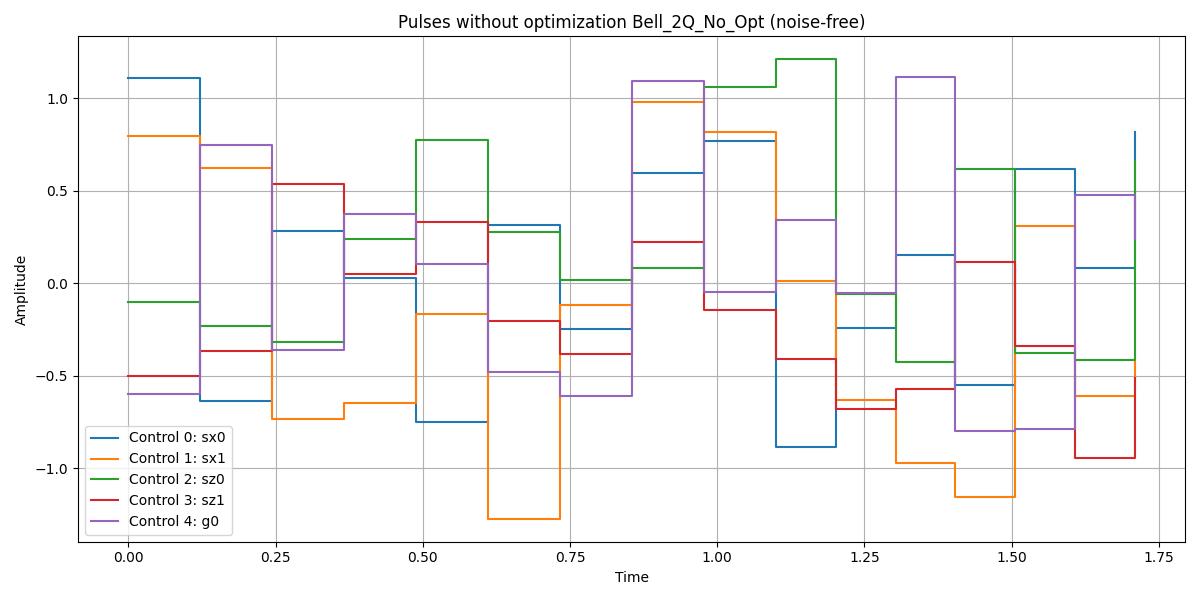 Pulses without optimization Bell_2Q_No_Opt (noise-free)
Amplitude
1.0
0.5
0.0
−0.5
−1.0
Control 0: sx0
Control 1: sx1
Control 2: sz0
Control 3: sz1
Control 4: g0
0.00 0.25 0.50 0.75 1.00 1.25 1.50 1.75
Time